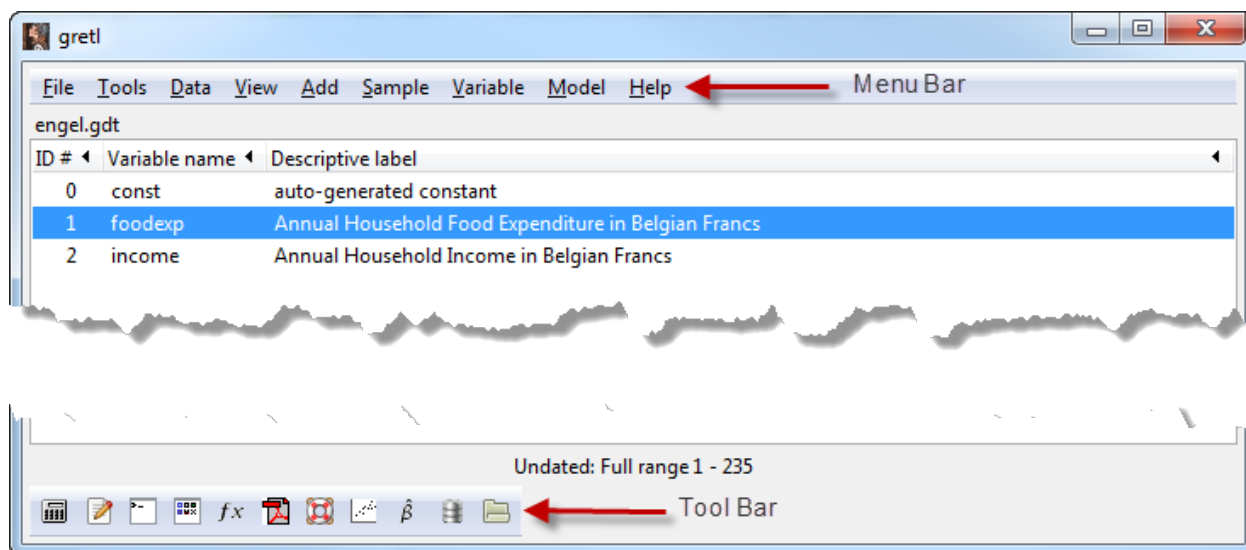 gretl
File Tools Data View Add Sample Variable Model Help Menu Bar
engel.gdt
ID # Variable name Descriptive label
0 const auto-generated constant
1 foodexp Annual Household Food Expenditure in Belgian Francs
2 income Annual Household Income in Belgian Francs
Undated: Full range 1 - 235
fx β̂ Tool Bar